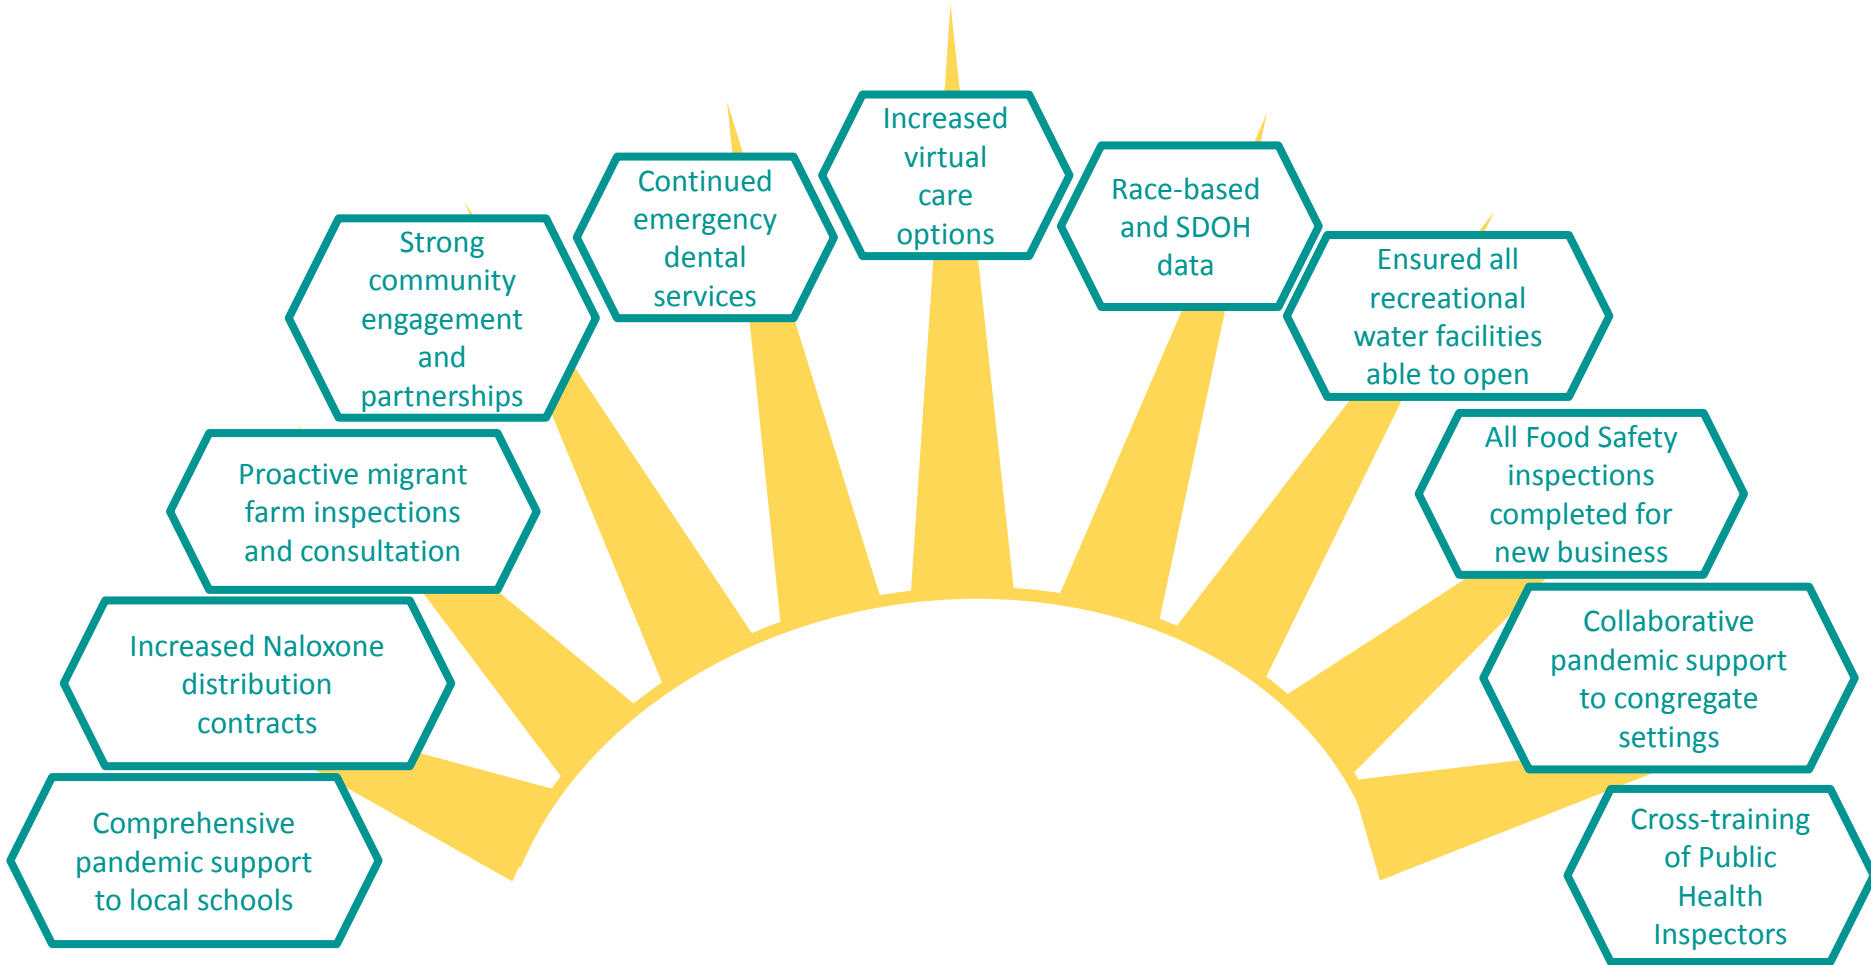 Increased
virtual
care
options
Continued
emergency
dental
services
Race-based
and SDOH
data
Strong
community
engagement
and
partnerships
Ensured all
recreational
water facilities
able to open
Proactive migrant
farm inspections
and consultation
All Food Safety
inspections
completed for
new business
Increased Naloxone
distribution
contracts
Collaborative
pandemic support
to congregate
settings
Comprehensive
pandemic support
to local schools
Cross-training
of Public
Health
Inspectors